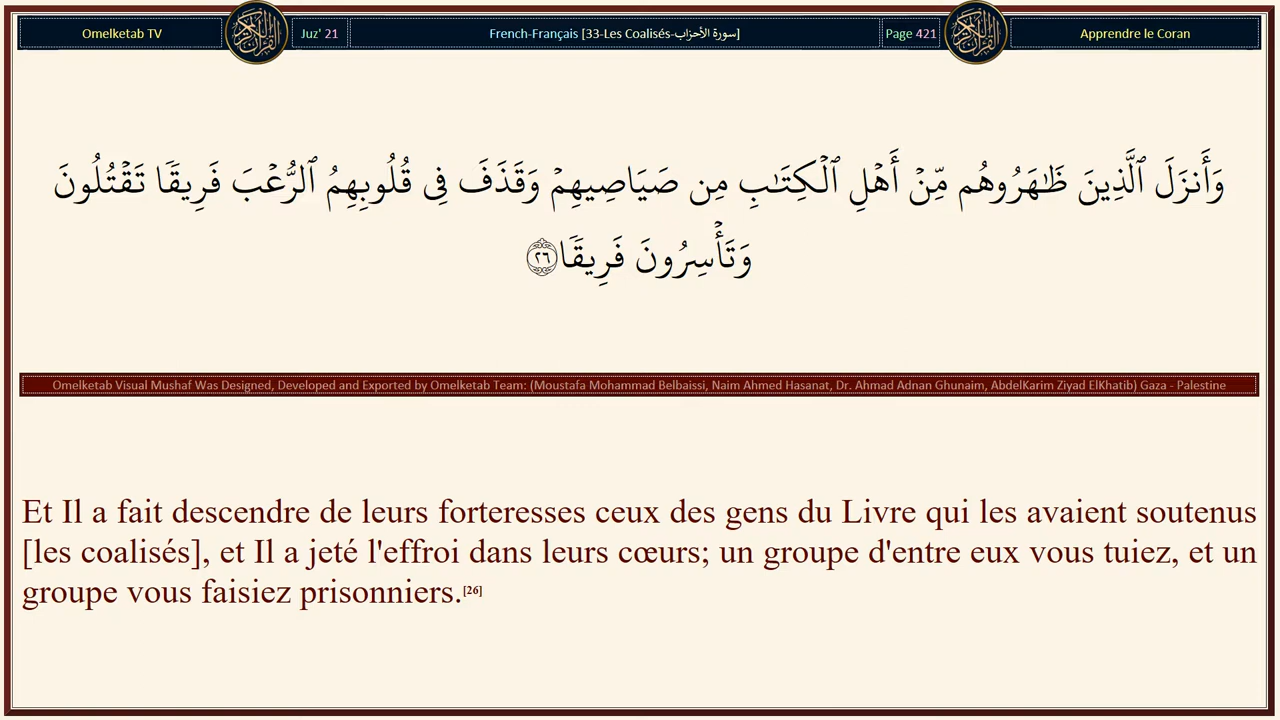 Omelketab TV
Juz' 21
French-Français [33-Les Coalisés-سورة الأحزاب]
Page 421
Apprendre le Coran
وَأَنزَلَ ٱلَّذِينَ ظَٰهَرُوهُم مِّنۡ أَهۡلِ ٱلۡكِتَٰبِ مِن صَيَاصِيهِمۡ وَقَذَفَ فِي قُلُوبِهِمُ ٱلرُّعۡبَ فَرِيقٗا تَقۡتُلُونَ
وَتَأۡسِرُونَ فَرِيقٗا ٢٦
Omelketab Visual Mushaf Was Designed, Developed and Exported by Omelketab Team: (Moustafa Mohammad Belbaissi, Naim Ahmed Hasanat, Dr. Ahmad Adnan Ghunaim, AbdelKarim Ziyad ElKhatib) Gaza - Palestine
Et Il a fait descendre de leurs forteresses ceux des gens du Livre qui les avaient soutenus
[les coalisés], et Il a jeté l'effroi dans leurs cœurs; un groupe d'entre eux vous tuiez, et un
groupe vous faisiez prisonniers.[26]